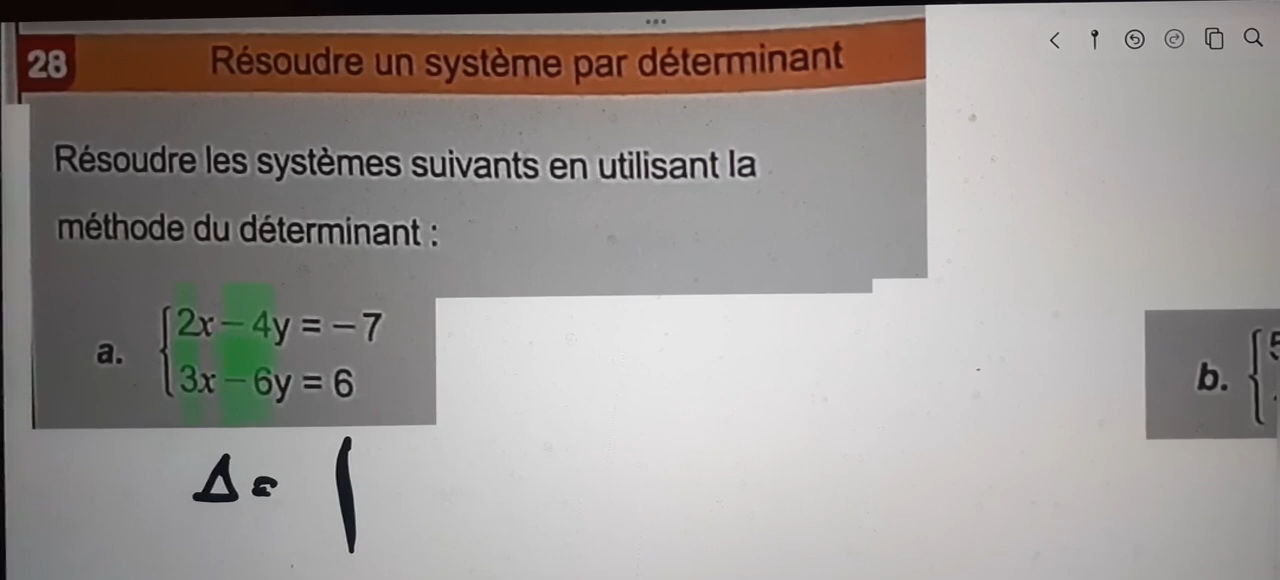 28 Résoudre un système par déterminant
Résoudre les systèmes suivants en utilisant la
méthode du déterminant :
a. { 2x – 4y = – 7
3x – 6y = 6
b. { 5
Δ = |